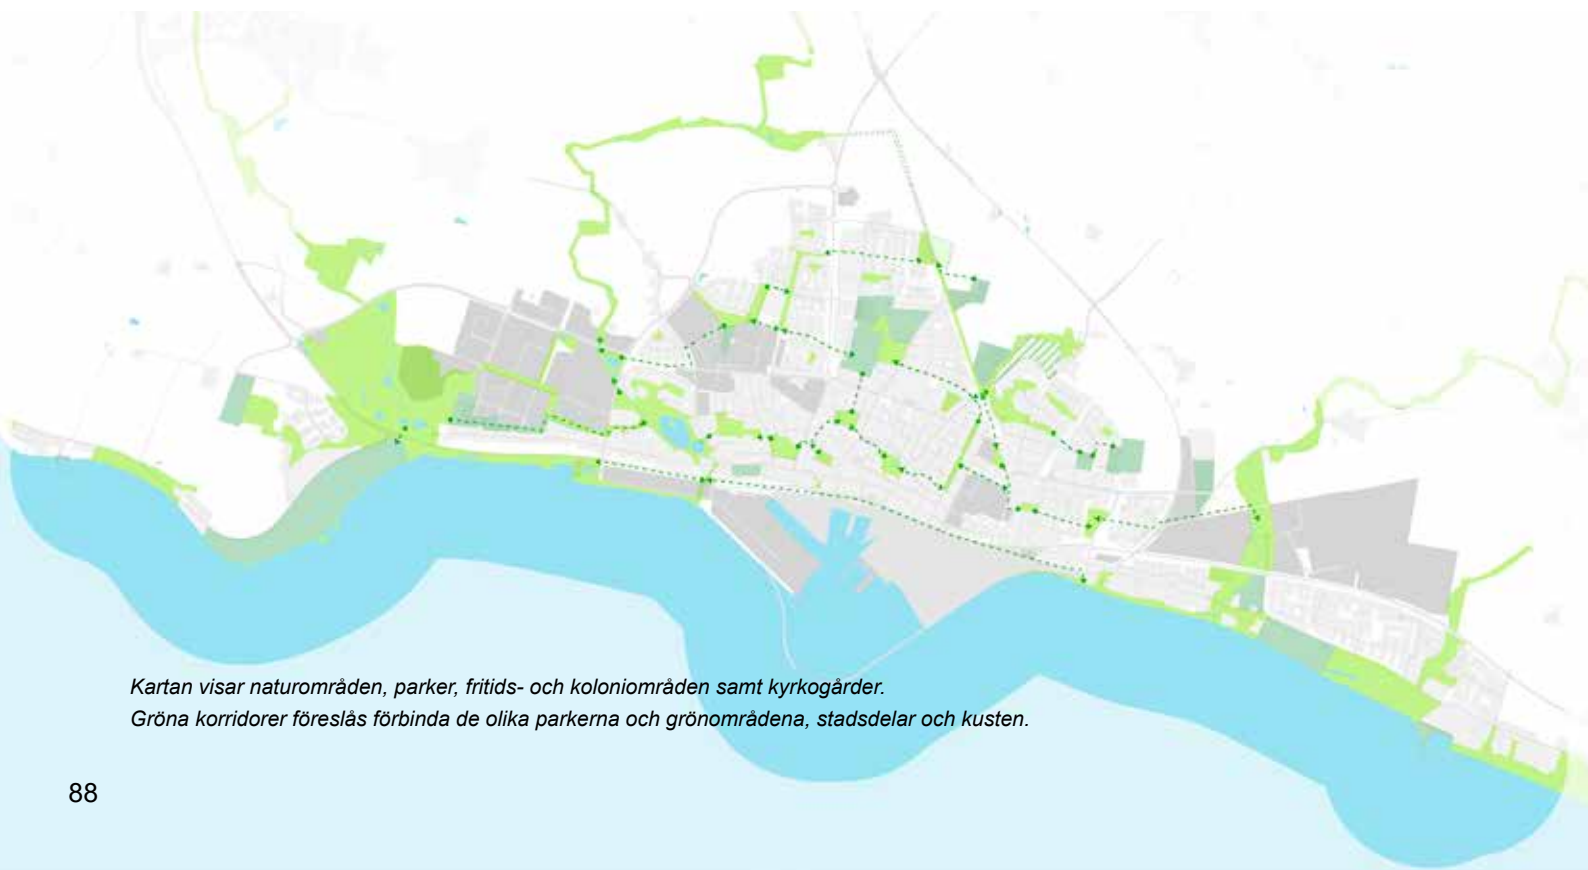 Kartan visar naturområden, parker, fritids- och koloniområden samt kyrkogårder.
Gröna korridorer föreslås förbinda de olika parkerna och grönområdena, stadsdelar och kusten.
88